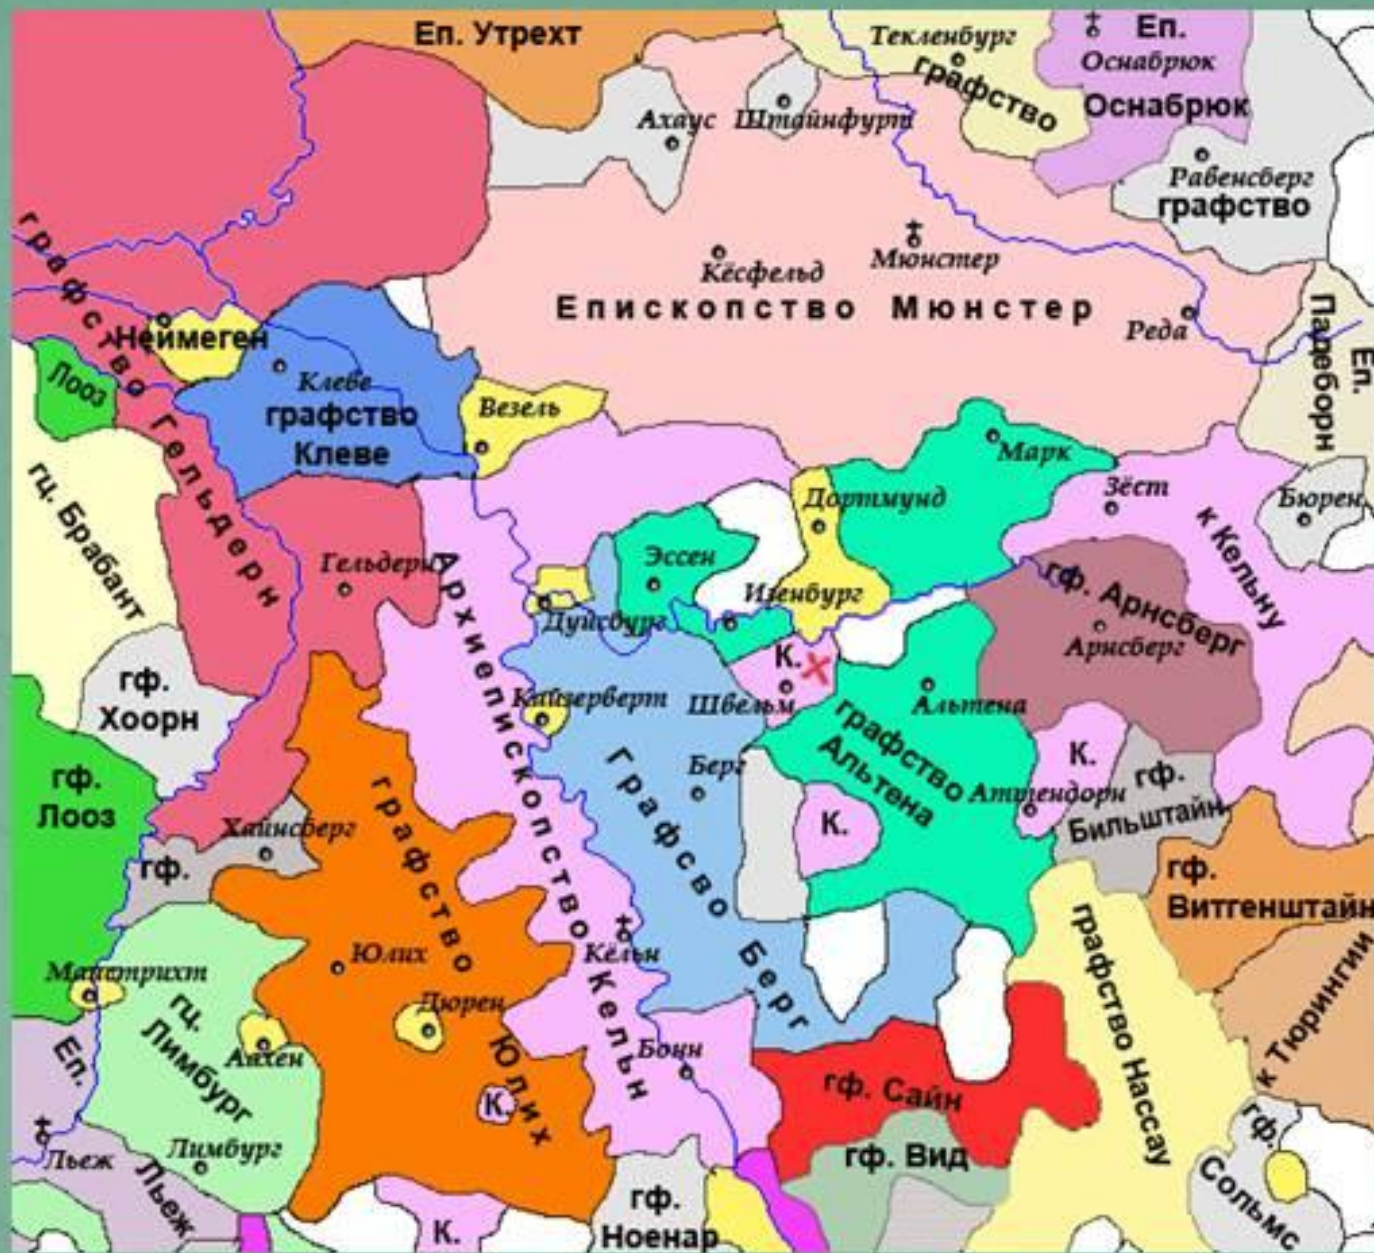 Еп. Утрехт
Текленбург
графство
Еп.
Оснабрюк
Оснабрюк
Ахаус
Штайнфурт
Равенсберг
графство
Кёсфельд
Мюнстер
Епископство Мюнстер
Реда
Падеборн
Еп.
графство Гельдерн
Неймеген
Лооз
Клеве
графство
Клеве
Везель
Марк
Зёст
Бюрен
к Кельну
гц. Брабант
Гельдерн
Архиепископство Кельн
Дортмунд
Эссен
Изенбург
Дуйсбург
гф. Арнсберг
Арнсберг
К.
Швельм
гф.
Хоорн
Кайзерверт
Альтена
графство
Альтена
Берг
Графсво Берг
К.
Аттендорн
гф.
Бильштайн
К.
гф.
Лооз
Хайнсберг
гф.
графство Юлих
гф.
Витгенштайн
Кёльн
Юлих
Майстрихт
Дюрен
гц.
Лимбург
Аахен
Бонн
графство Нассау
к Тюрингии
Еп.
Льеж
Льеж
Лимбург
К.
гф. Сайн
гф. Вид
гф.
Сольмс
К.
гф.
Ноенар